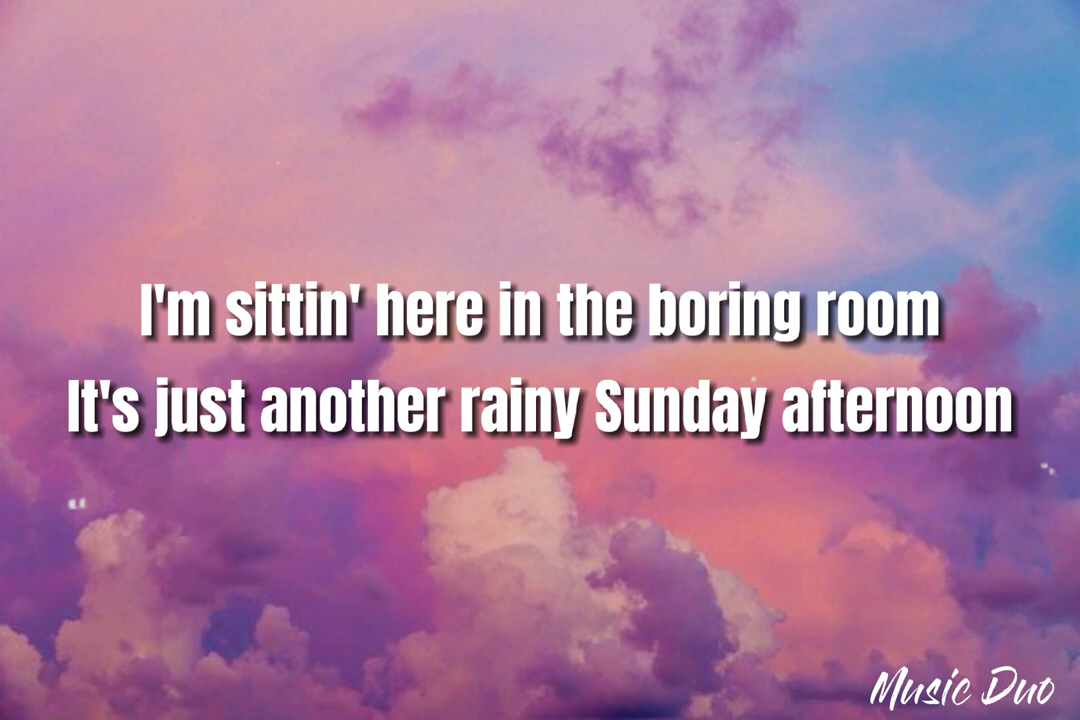 I'm sittin' here in the boring room
It's just another rainy Sunday afternoon
Music Duo